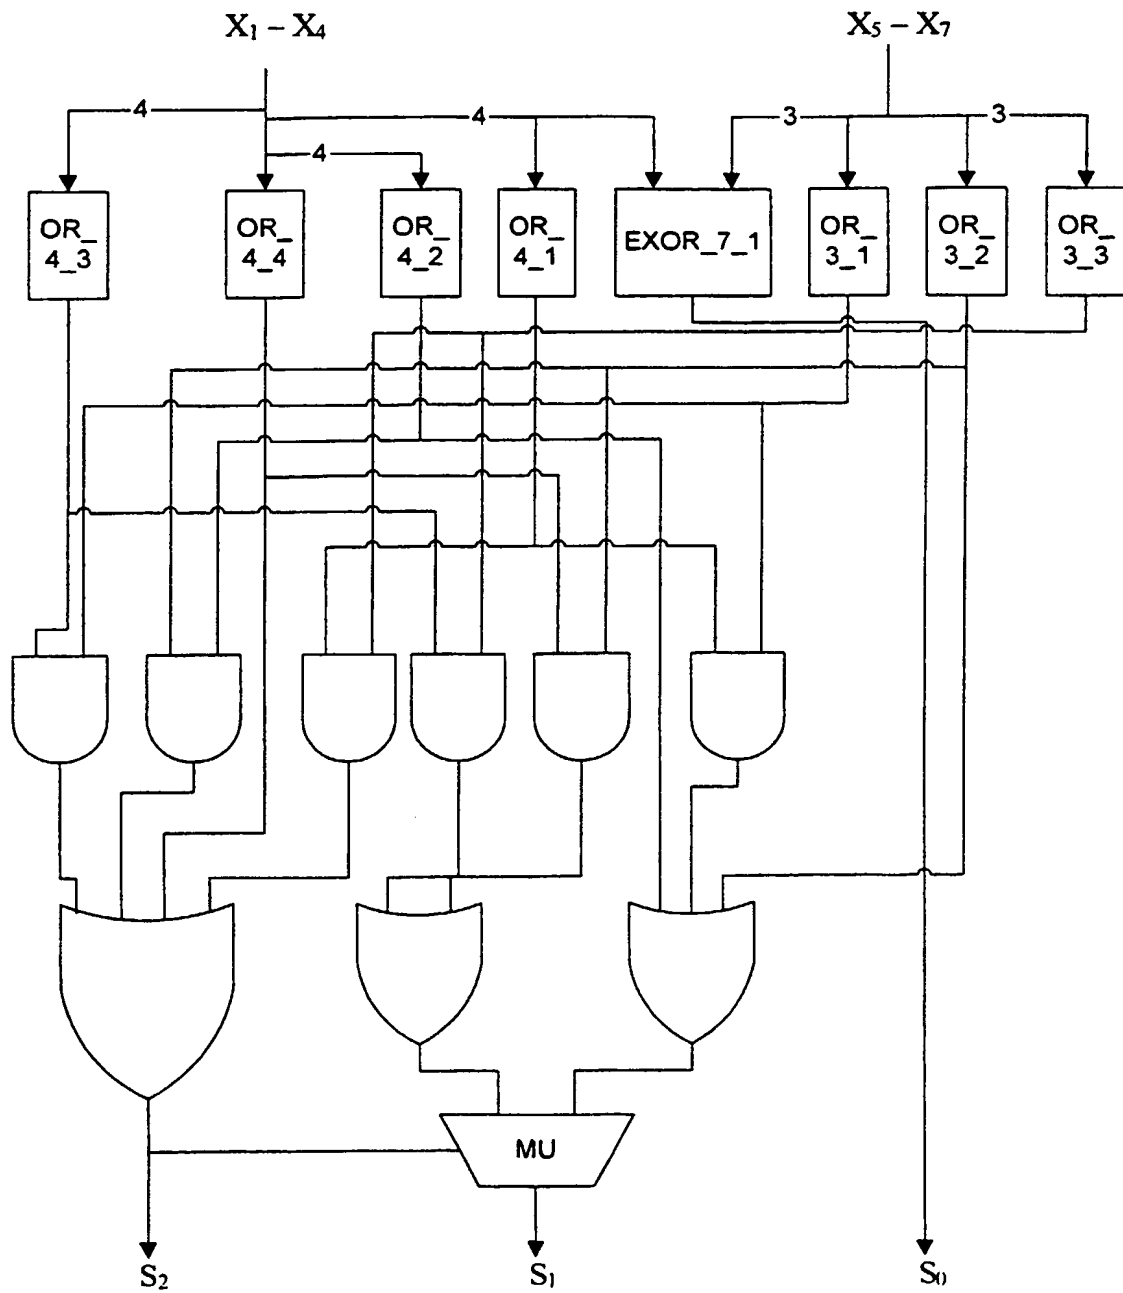 X₁ – X₄
X₅ – X₇
4
4
3
3
4
OR_
4_3
OR_
4_4
OR_
4_2
OR_
4_1
EXOR_7_1
OR_
3_1
OR_
3_2
OR_
3_3
MU
S₂
S₁
S₀